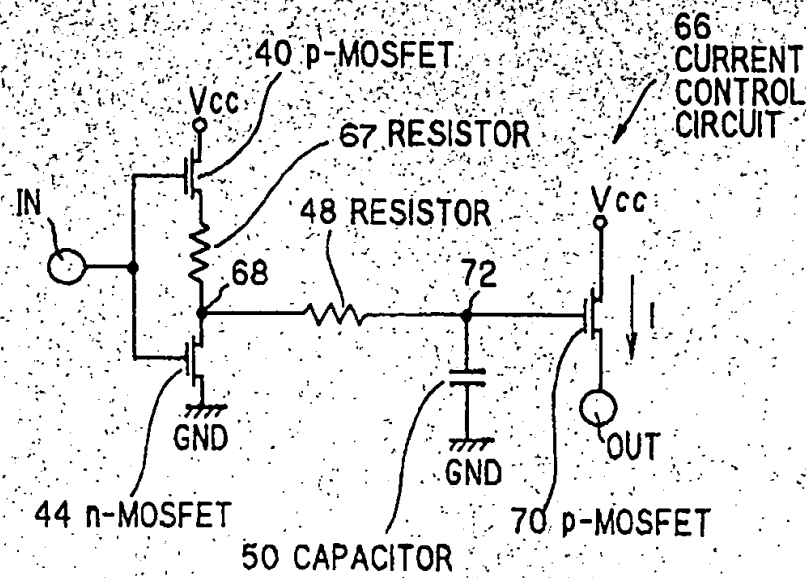 66
CURRENT
CONTROL
CIRCUIT
40 p-MOSFET
Vcc
67 RESISTOR
IN
48 RESISTOR
Vcc
68
72
I
GND
GND
OUT
44 n-MOSFET
70 p-MOSFET
50 CAPACITOR